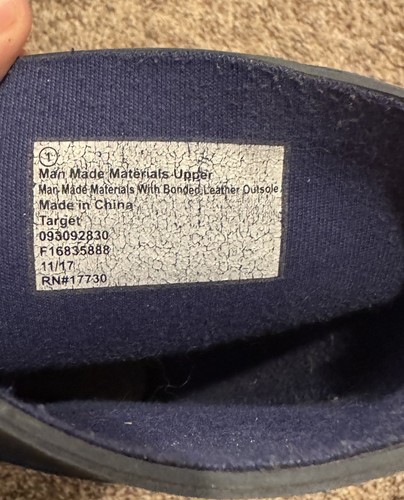 ①
Man Made Materials Upper
Man Made Materials With Bonded Leather Outsole
Made in China
Target
093092830
F16835888
11/17
RN#17730